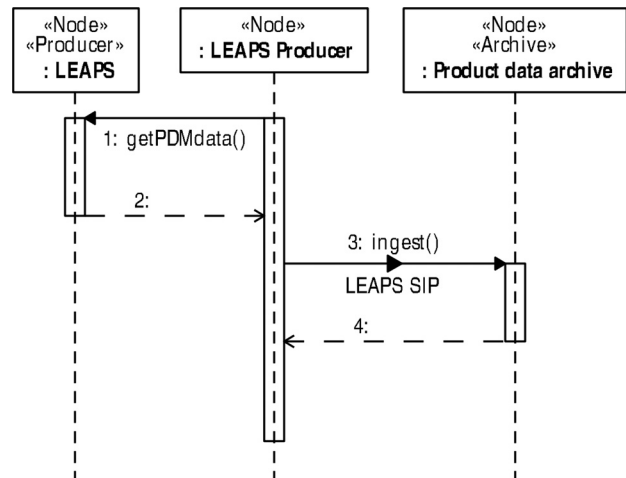 «Node»
«Producer»
: LEAPS
«Node»
: LEAPS Producer
«Node»
«Archive»
: Product data archive
1: getPDMdata()
2:
3: ingest()
LEAPS SIP
4: